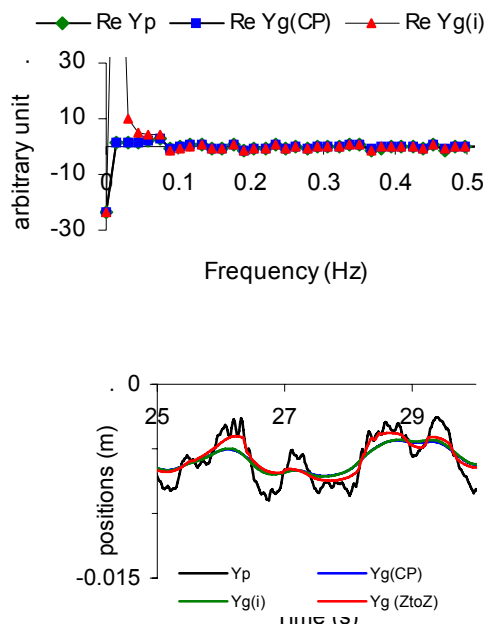 Re Yp Re Yg(CP) Re Yg(i)
30
10
-10
-30
arbitrary unit
0 0.1 0.2 0.3 0.4 0.5
Frequency (Hz)
0
25 27 29
positions (m)
-0.015
Yp Yg(CP)
Yg(i) Yg (ZtoZ)
Time (s)